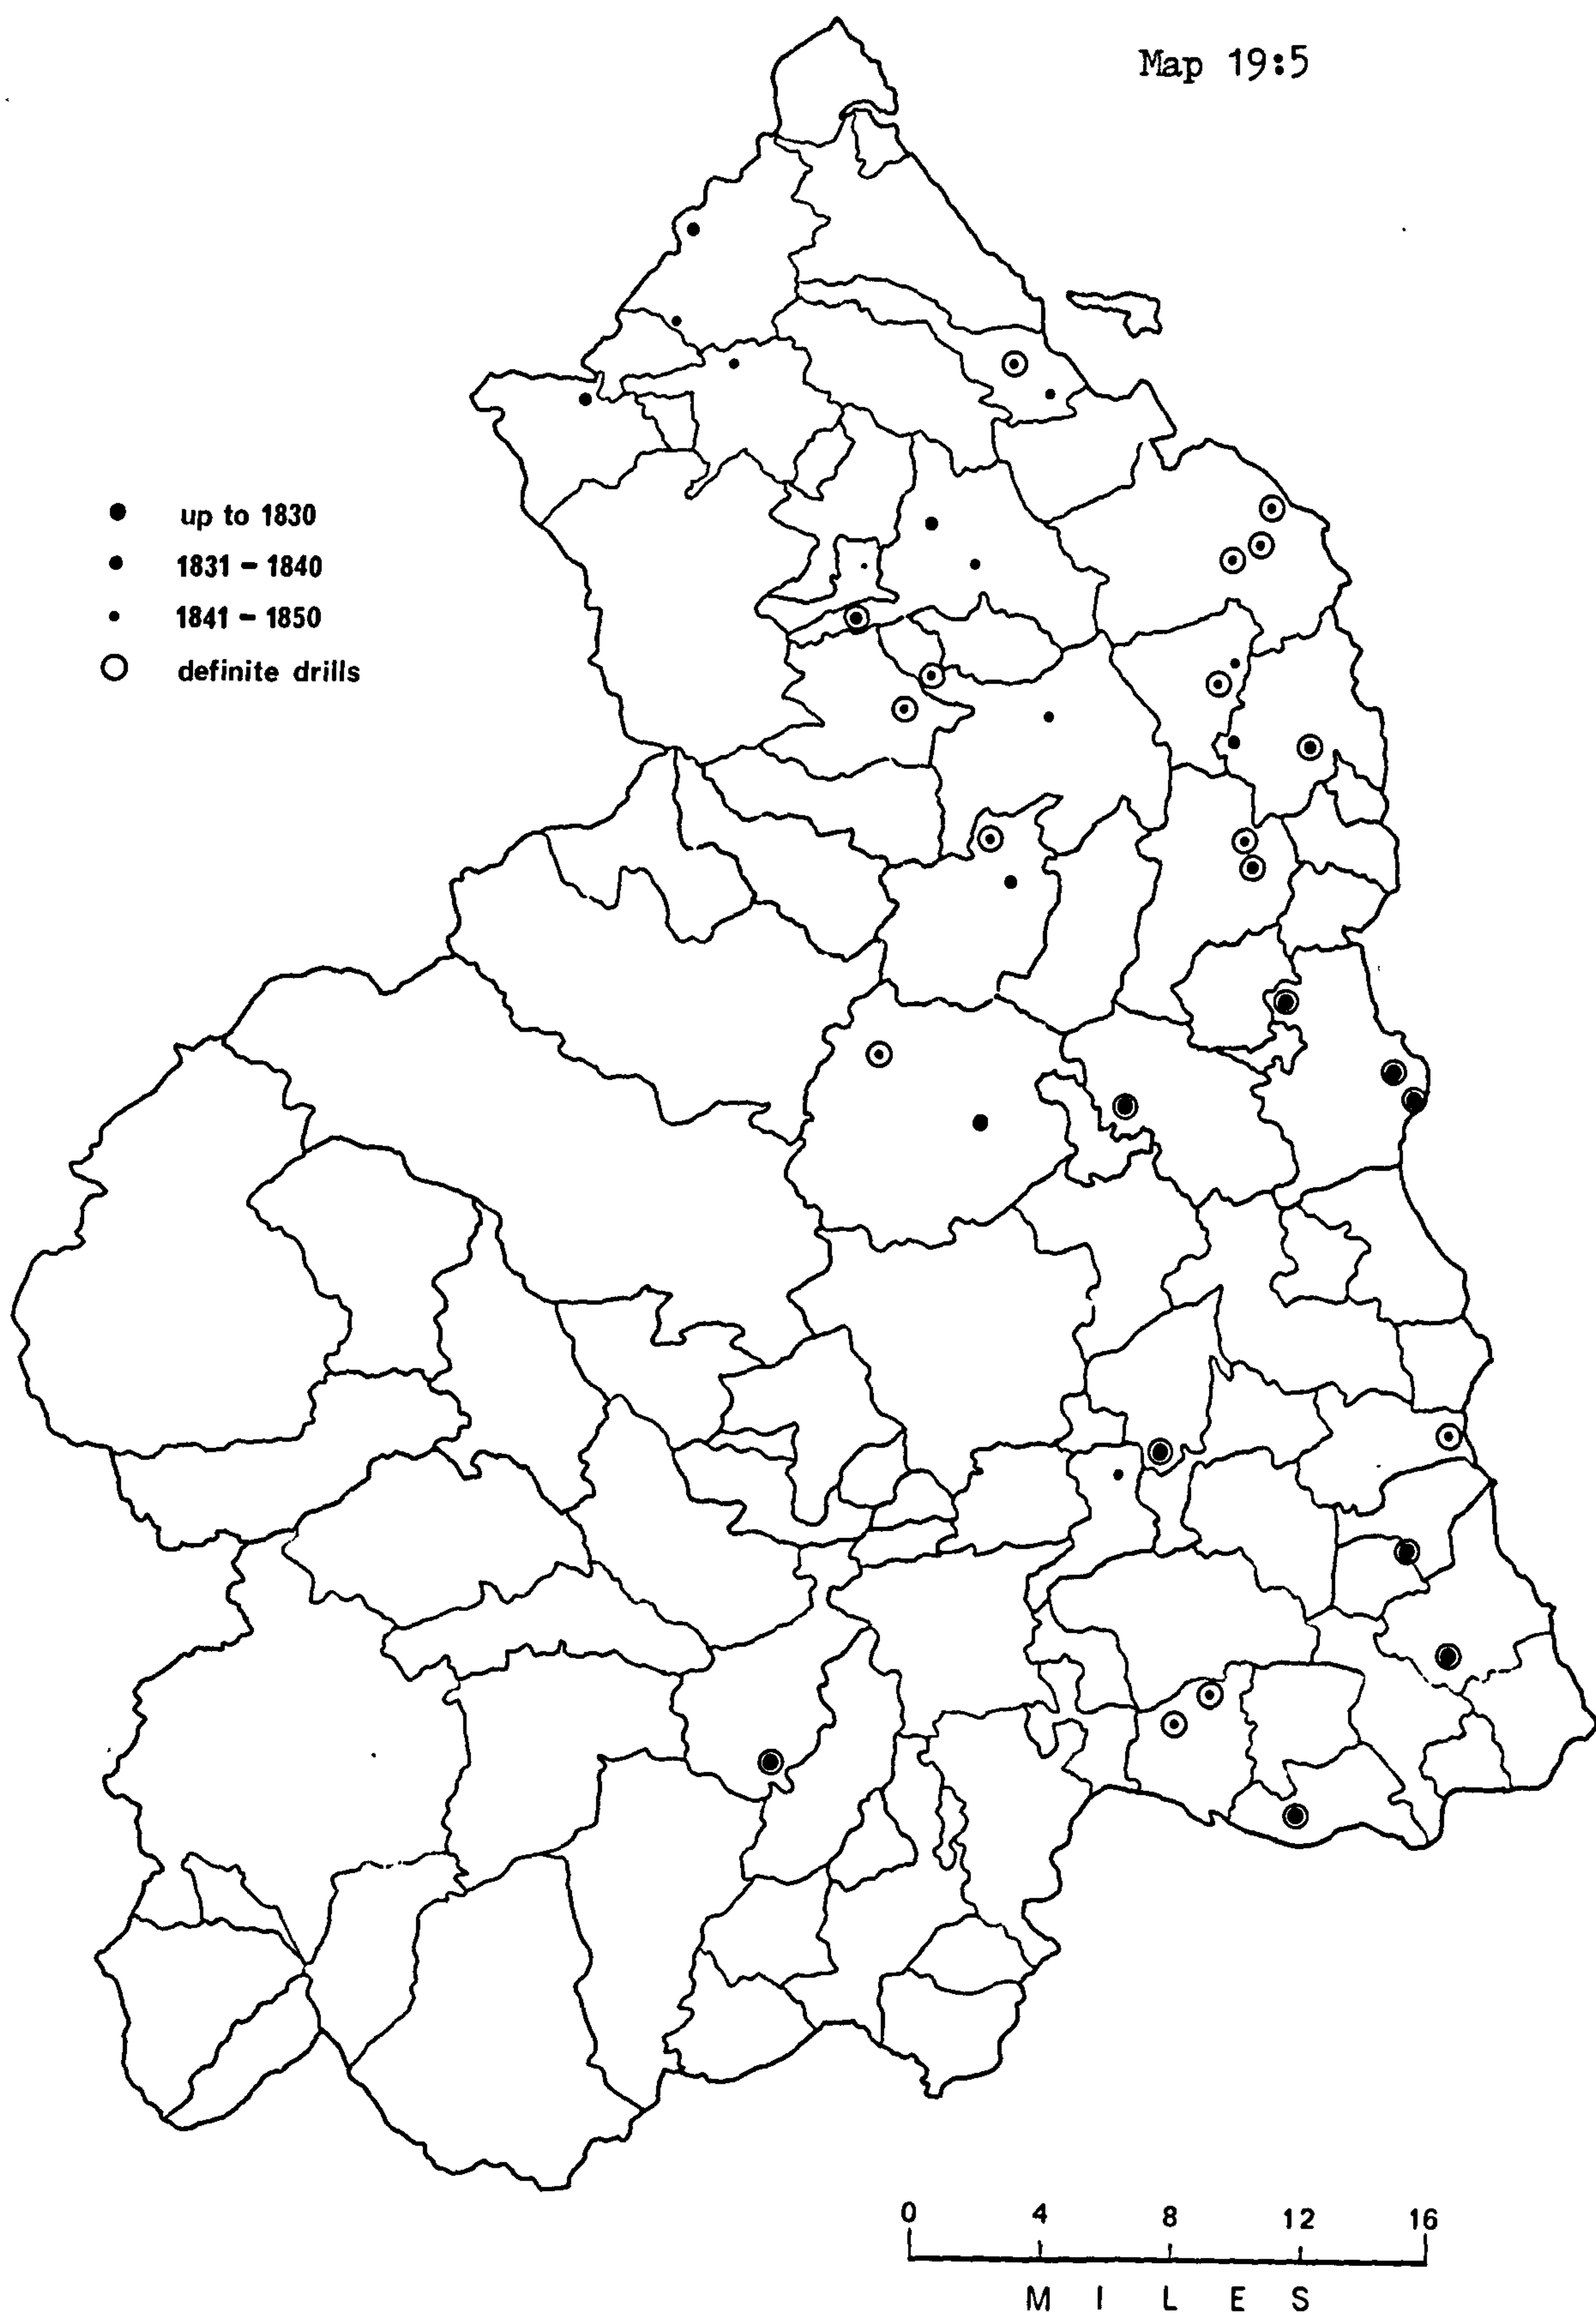 Map 19:5
up to 1830
1831 – 1840
1841 – 1850
definite drills
0 4 8 12 16
M I L E S